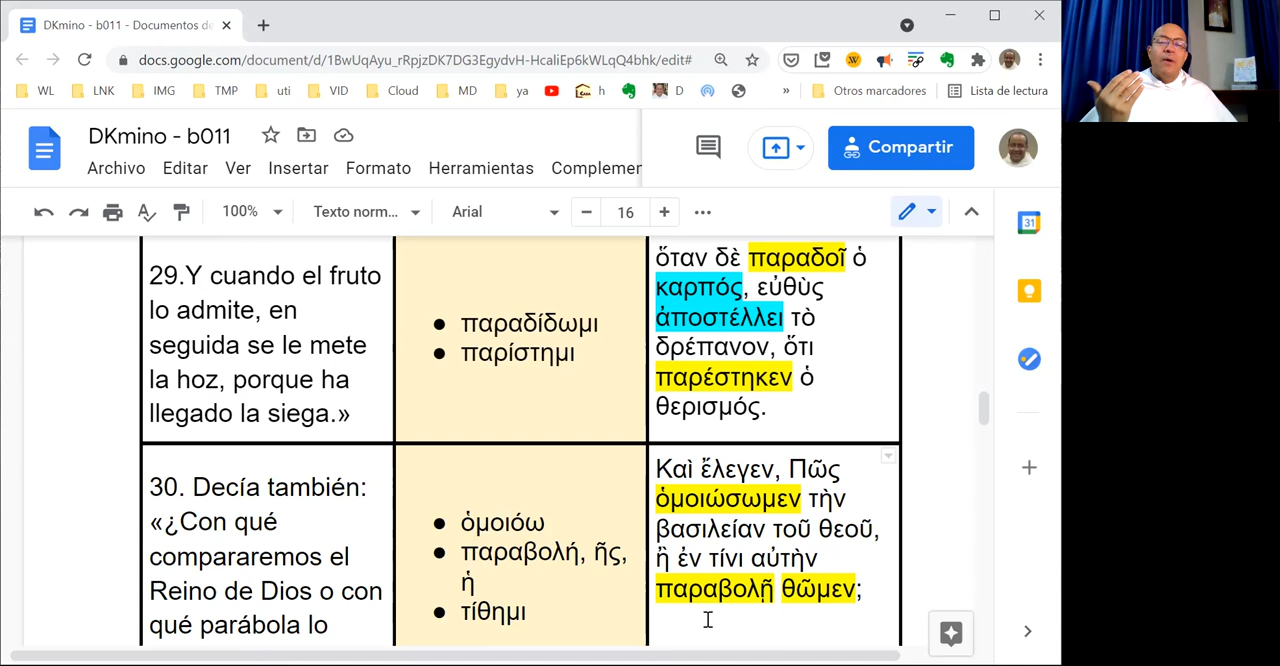 DKmino - b011 - Documentos de
docs.google.com/document/d/1BwUqAyu_rRpjzDK7DG3EgydvH-HcaliEp6kWLqQ4bhk/edit#
WL
LNK
IMG
TMP
uti
VID
Cloud
MD
ya
h
D
»
Otros marcadores
Lista de lectura
DKmino - b011
Compartir
Archivo Editar Ver Insertar Formato Herramientas Complemen
100%
Texto norm...
Arial
16
31
29.Y cuando el fruto
lo admite, en
seguida se le mete
la hoz, porque ha
llegado la siega.»
● παραδίδωμι
● παρίστημι
ὅταν δὲ παραδοῖ ὁ
καρπός, εὐθὺς
ἀποστέλλει τὸ
δρέπανον, ὅτι
παρέστηκεν ὁ
θερισμός.
30. Decía también:
«¿Con qué
compararemos el
Reino de Dios o con
qué parábola lo
● ὁμοιόω
● παραβολή, ῆς,
ἡ
● τίθημι
Καὶ ἔλεγεν, Πῶς
ὁμοιώσωμεν τὴν
βασιλείαν τοῦ θεοῦ,
ἢ ἐν τίνι αὐτὴν
παραβολῇ θῶμεν;